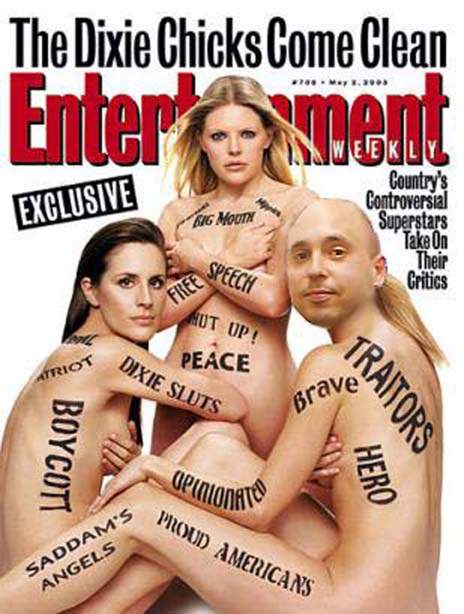 The Dixie Chicks Come Clean
#708 • May 2, 2003
Entertainment
WEEKLY
EXCLUSIVE
Country's
Controversial
Superstars
Take On
Their
Critics
BIG MOUTH
Hippies
FREE SPEECH
SHUT UP!
PEACE
DIXIE SLUTS
BOYCOTT
Brave
TRAITORS
HERO
OPINIONATED
SADDAM'S
ANGELS
PROUD AMERICANS